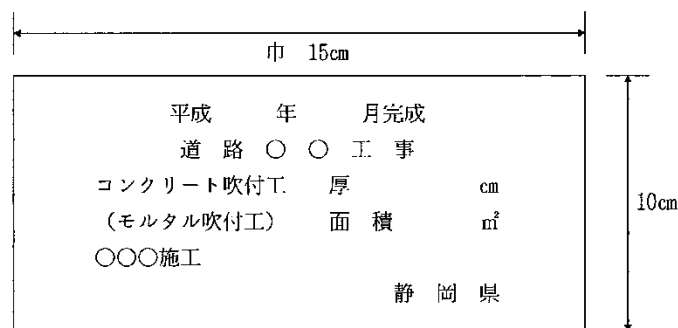 巾 15cm
平成 年 月完成
道 路 ○ ○ 工 事
コンクリート吹付工 厚 cm
（モルタル吹付工） 面 積 ㎡
10cm
○○○施工
静 岡 県